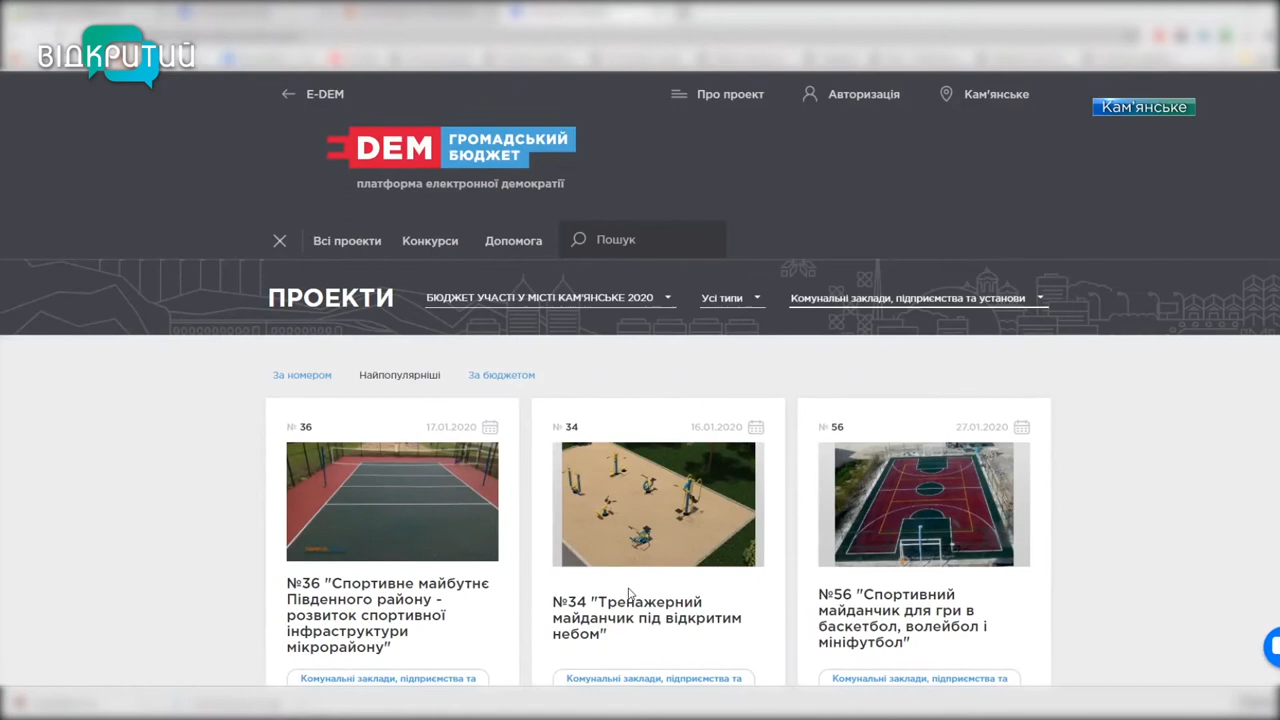 ВІДКРИТИЙ
E-DEM
Про проект
Авторизація
Кам'янське
Кам'янське
DEM
ГРОМАДСЬКИЙ
БЮДЖЕТ
платформа електронної демократії
Всі проекти
Конкурси
Допомога
Пошук
ПРОЕКТИ
БЮДЖЕТ УЧАСТІ У МІСТІ КАМ'ЯНСЬКЕ 2020
Усі типи
Комунальні заклади, підприємства та установи
За номером
Найпопулярніші
За бюджетом
№ 36
17.01.2020
№36 "Спортивне майбутнє
Південного району -
розвиток спортивної
інфраструктури
мікрорайону"
Комунальні заклади, підприємства та
№ 34
16.01.2020
№34 "Тренажерний
майданчик під відкритим
небом"
Комунальні заклади, підприємства та
№ 56
27.01.2020
№56 "Спортивний
майданчик для гри в
баскетбол, волейбол і
мініфутбол"
Комунальні заклади, підприємства та